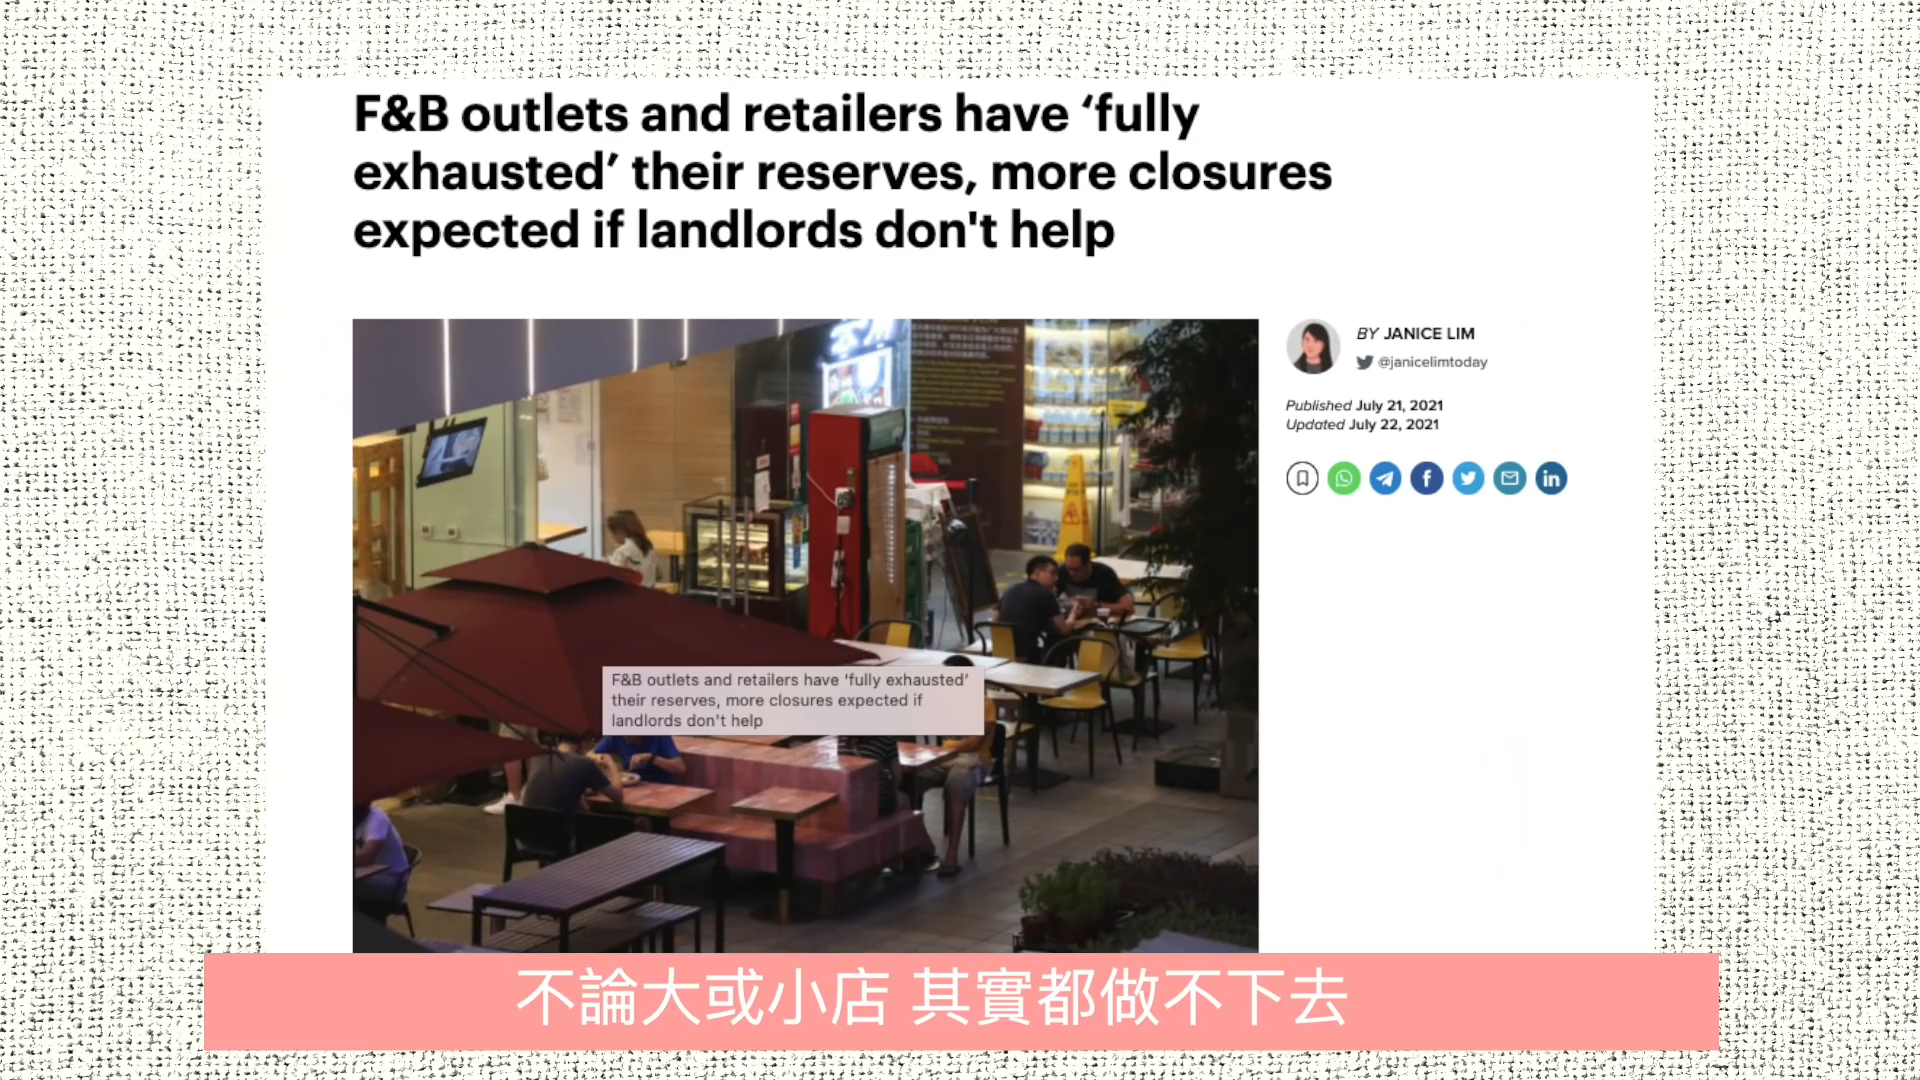 F&B outlets and retailers have ‘fully
exhausted’ their reserves, more closures
expected if landlords don't help
BY JANICE LIM
@janicelimtoday
Published July 21, 2021
Updated July 22, 2021
F&B outlets and retailers have ‘fully exhausted’
their reserves, more closures expected if
landlords don't help
不論大或小店 其實都做不下去